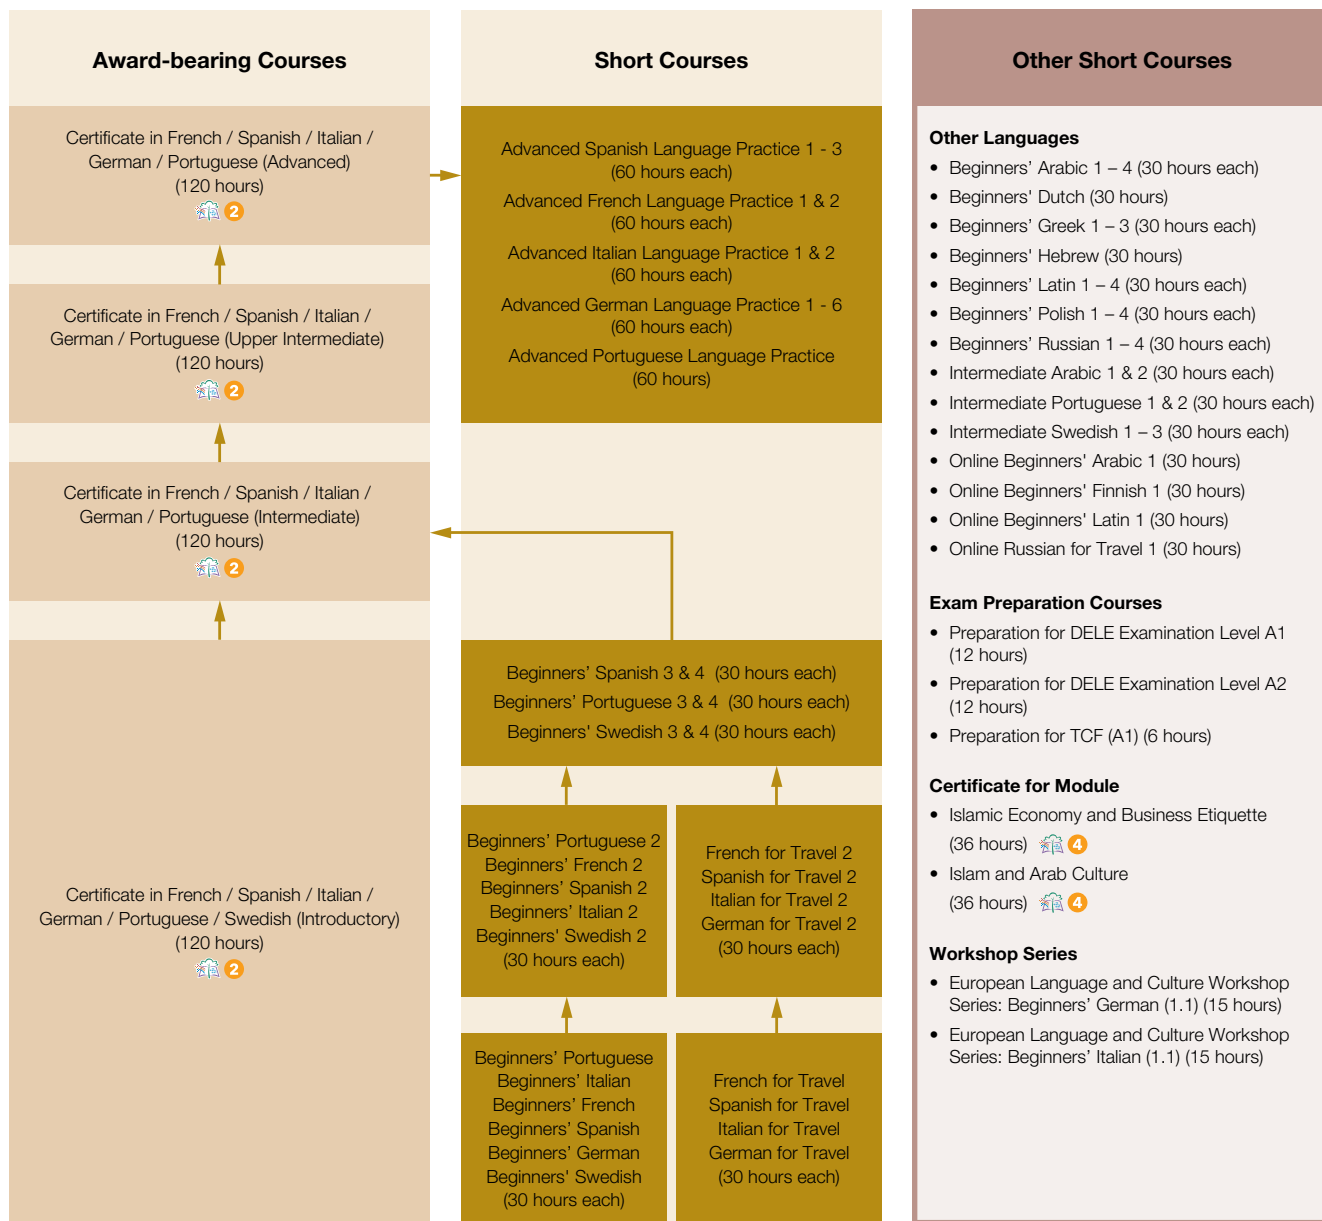 Award-bearing Courses
Certificate in French / Spanish / Italian /
German / Portuguese (Advanced)
(120 hours)
2
Certificate in French / Spanish / Italian /
German / Portuguese (Upper Intermediate)
(120 hours)
2
Certificate in French / Spanish / Italian /
German / Portuguese (Intermediate)
(120 hours)
2
Certificate in French / Spanish / Italian /
German / Portuguese / Swedish (Introductory)
(120 hours)
2
Short Courses
Advanced Spanish Language Practice 1 - 3
(60 hours each)
Advanced French Language Practice 1 & 2
(60 hours each)
Advanced Italian Language Practice 1 & 2
(60 hours each)
Advanced German Language Practice 1 - 6
(60 hours each)
Advanced Portuguese Language Practice
(60 hours)
Beginners’ Spanish 3 & 4 (30 hours each)
Beginners’ Portuguese 3 & 4 (30 hours each)
Beginners' Swedish 3 & 4 (30 hours each)
Beginners’ Portuguese 2
Beginners’ French 2
Beginners’ Spanish 2
Beginners’ Italian 2
Beginners' Swedish 2
(30 hours each)
French for Travel 2
Spanish for Travel 2
Italian for Travel 2
German for Travel 2
(30 hours each)
Beginners’ Portuguese
Beginners’ Italian
Beginners’ French
Beginners’ Spanish
Beginners’ German
Beginners' Swedish
(30 hours each)
French for Travel
Spanish for Travel
Italian for Travel
German for Travel
(30 hours each)
Other Short Courses
Other Languages
• Beginners’ Arabic 1 – 4 (30 hours each)
• Beginners' Dutch (30 hours)
• Beginners’ Greek 1 – 3 (30 hours each)
• Beginners' Hebrew (30 hours)
• Beginners’ Latin 1 – 4 (30 hours each)
• Beginners’ Polish 1 – 4 (30 hours each)
• Beginners’ Russian 1 – 4 (30 hours each)
• Intermediate Arabic 1 & 2 (30 hours each)
• Intermediate Portuguese 1 & 2 (30 hours each)
• Intermediate Swedish 1 – 3 (30 hours each)
• Online Beginners' Arabic 1 (30 hours)
• Online Beginners' Finnish 1 (30 hours)
• Online Beginners' Latin 1 (30 hours)
• Online Russian for Travel 1 (30 hours)
Exam Preparation Courses
• Preparation for DELE Examination Level A1
(12 hours)
• Preparation for DELE Examination Level A2
(12 hours)
• Preparation for TCF (A1) (6 hours)
Certificate for Module
• Islamic Economy and Business Etiquette
(36 hours) 4
• Islam and Arab Culture
(36 hours) 4
Workshop Series
• European Language and Culture Workshop
Series: Beginners’ German (1.1) (15 hours)
• European Language and Culture Workshop
Series: Beginners’ Italian (1.1) (15 hours)